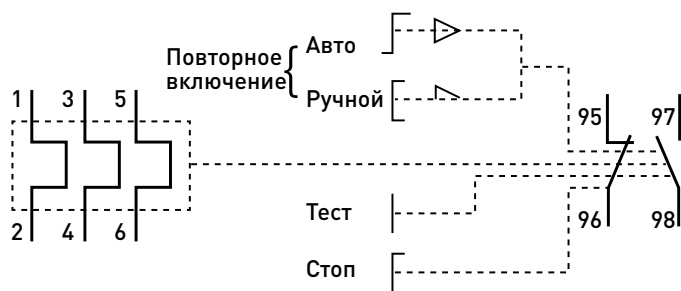 Повторное
включение
Авто
Ручной
1 3 5
95 97
2 4 6
96 98
Тест
Стоп